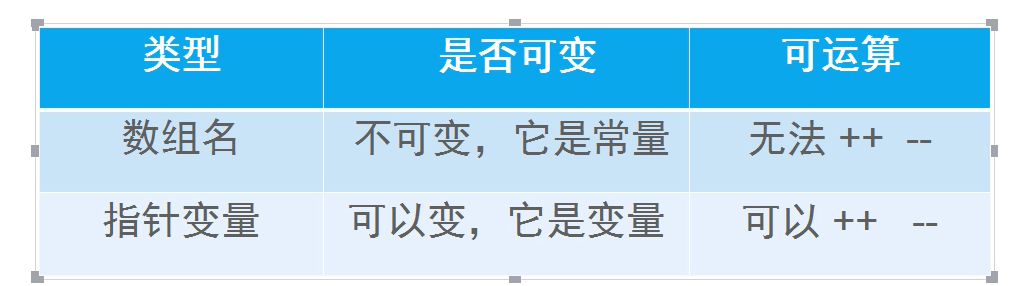 类型 是否可变 可运算
数组名 不可变，它是常量 无法 ++ --
指针变量 可以变，它是变量 可以 ++ --